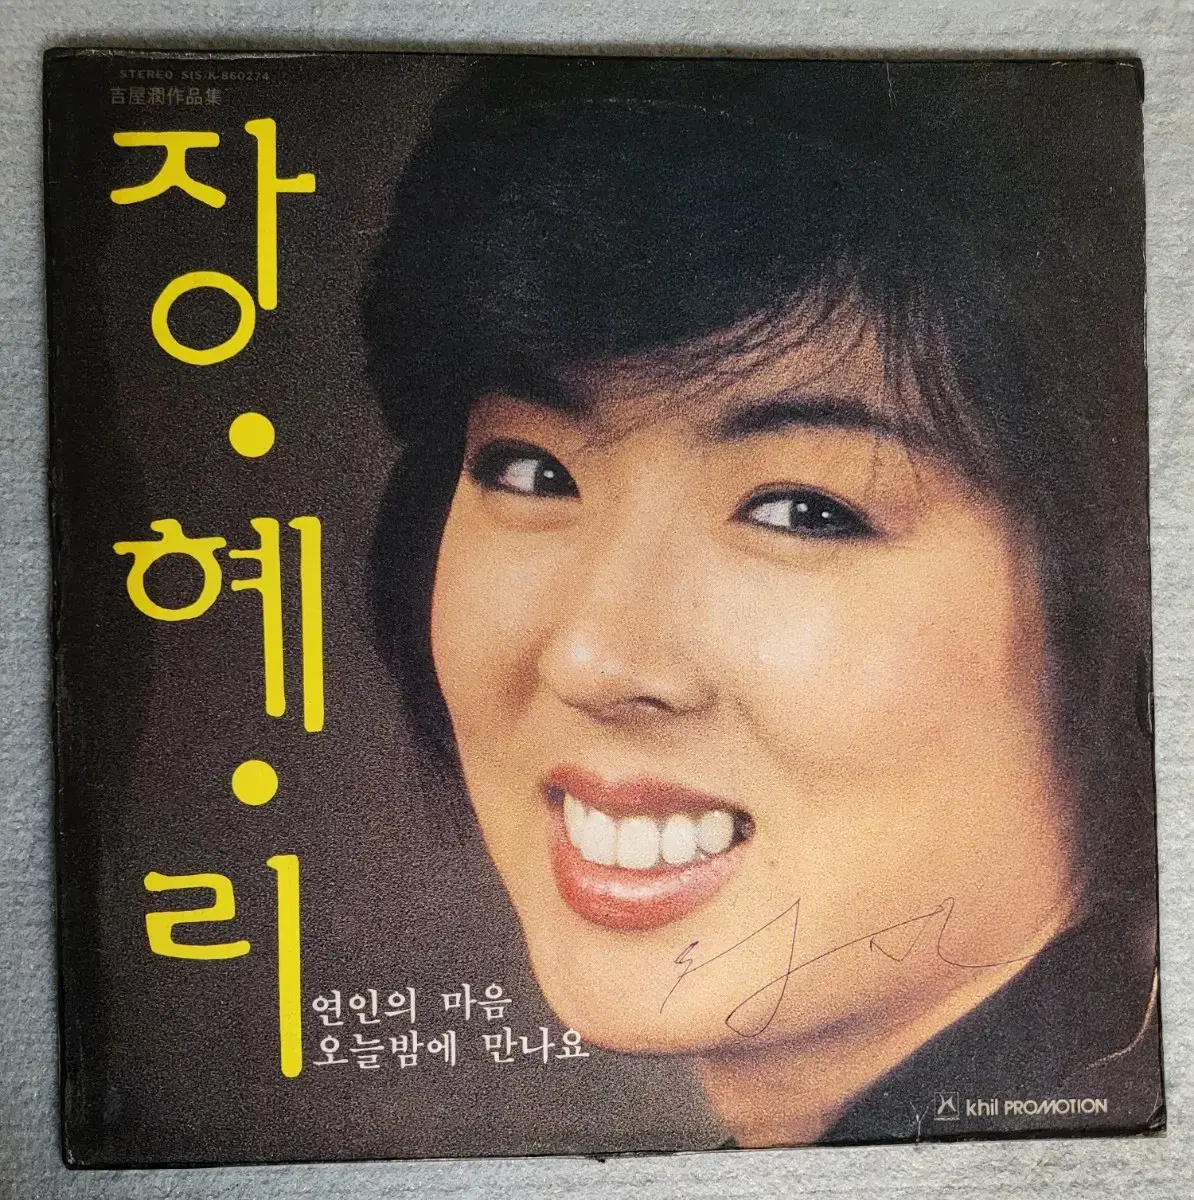 STEREO SIS/K-860274
吉屋潤作品集
장·혜·리
연인의 마음
오늘밤에 만나요
khil PROMOTION